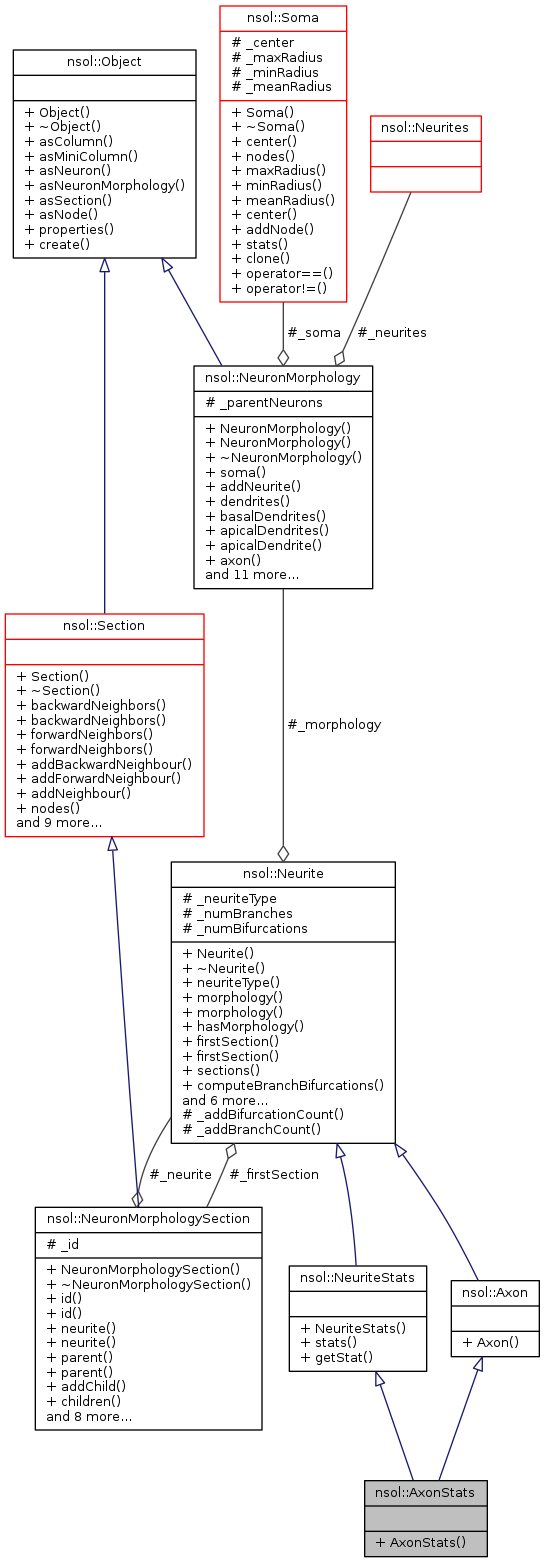 nsol::Soma
# _center
# _maxRadius
# _minRadius
# _meanRadius
+ Soma()
+ ~Soma()
+ center()
+ nodes()
+ maxRadius()
+ minRadius()
+ meanRadius()
+ center()
+ addNode()
+ stats()
+ clone()
+ operator==()
+ operator!=()
nsol::Object
+ Object()
+ ~Object()
+ asColumn()
+ asMiniColumn()
+ asNeuron()
+ asNeuronMorphology()
+ asSection()
+ asNode()
+ properties()
+ create()
nsol::Neurites
#_soma
#_neurites
nsol::NeuronMorphology
# _parentNeurons
+ NeuronMorphology()
+ NeuronMorphology()
+ ~NeuronMorphology()
+ soma()
+ addNeurite()
+ dendrites()
+ basalDendrites()
+ apicalDendrites()
+ apicalDendrite()
+ axon()
and 11 more...
nsol::Section
+ Section()
+ ~Section()
+ backwardNeighbors()
+ backwardNeighbors()
+ forwardNeighbors()
+ forwardNeighbors()
+ addBackwardNeighbour()
+ addForwardNeighbour()
+ addNeighbour()
+ nodes()
and 9 more...
#_morphology
nsol::Neurite
# _neuriteType
# _numBranches
# _numBifurcations
+ Neurite()
+ ~Neurite()
+ neuriteType()
+ morphology()
+ morphology()
+ hasMorphology()
+ firstSection()
+ firstSection()
+ sections()
+ computeBranchBifurcations()
and 6 more...
# _addBifurcationCount()
# _addBranchCount()
#_neurite
#_firstSection
nsol::NeuronMorphologySection
# _id
+ NeuronMorphologySection()
+ ~NeuronMorphologySection()
+ id()
+ id()
+ neurite()
+ neurite()
+ parent()
+ parent()
+ addChild()
+ children()
and 8 more...
nsol::NeuriteStats
+ NeuriteStats()
+ stats()
+ getStat()
nsol::Axon
+ Axon()
nsol::AxonStats
+ AxonStats()